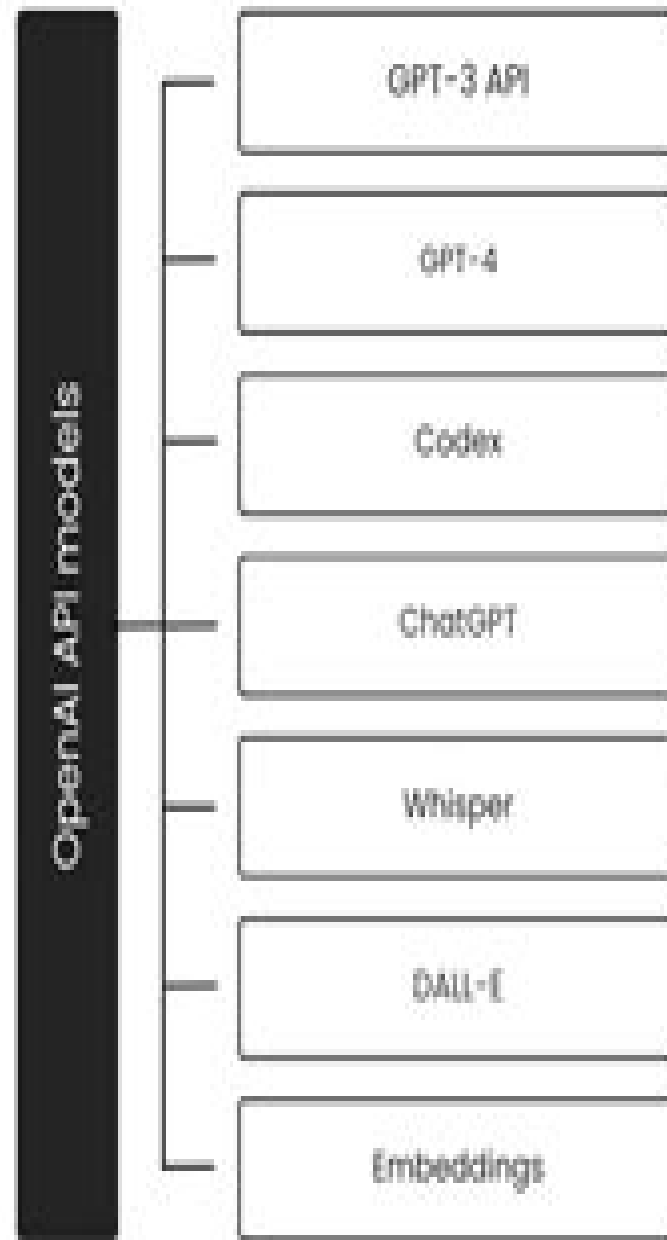 OpenAI API models
GPT-3 API
GPT-4
Codex
ChatGPT
Whisper
DALL-E
Embeddings